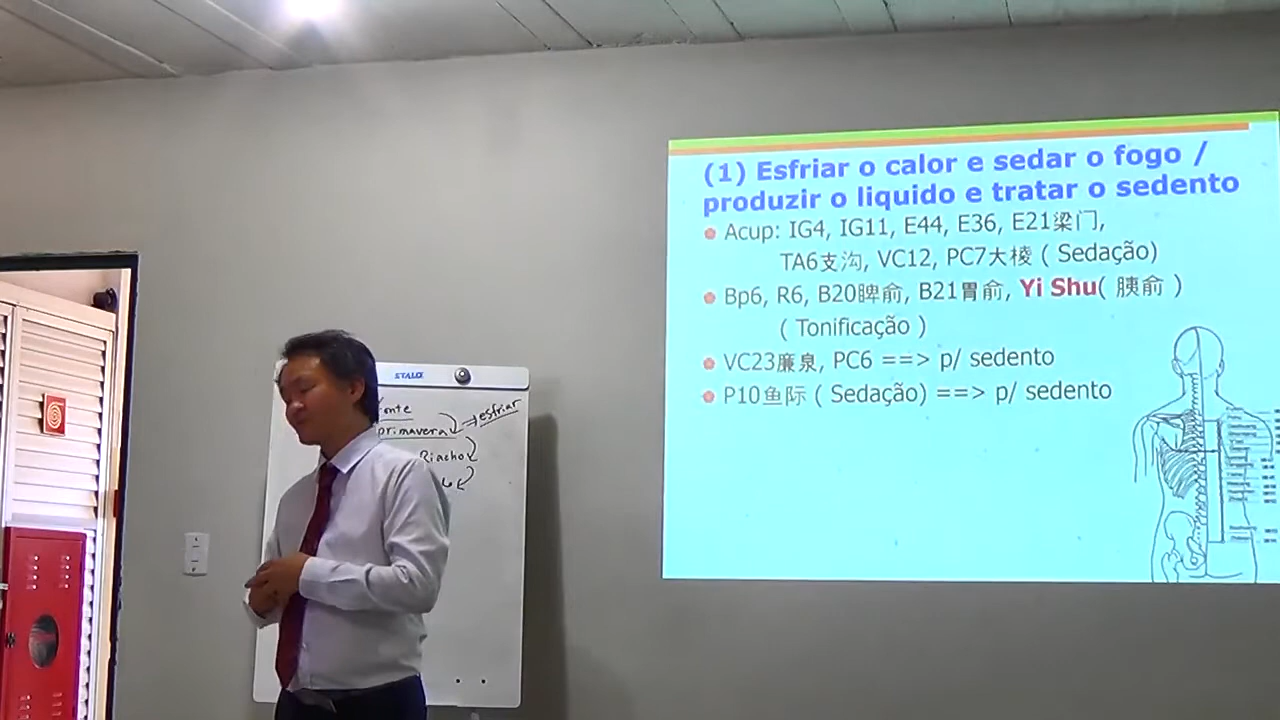 (1) Esfriar o calor e sedar o fogo /
produzir o liquido e tratar o sedento
Acup: IG4, IG11, E44, E36, E21梁门,
TA6支沟, VC12, PC7大棱 ( Sedação)
Bp6, R6, B20睥俞, B21胃俞, Yi Shu( 胰俞 )
( Tonificação )
VC23廉泉, PC6 ==> p/ sedento
P10鱼际 ( Sedação) ==> p/ sedento
STALO
fonte
primavera => esfriar
Riacho